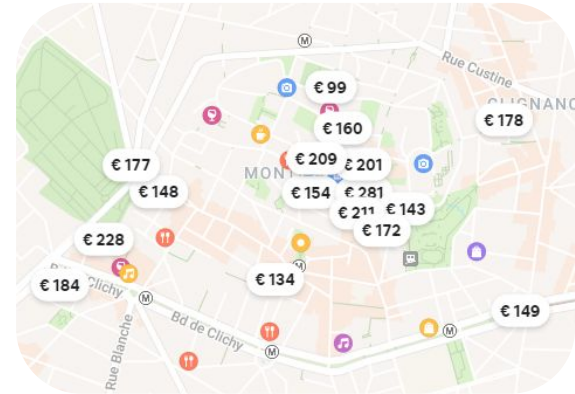 M
Rue Custine
€ 99
CLIGNANC
€ 178
€ 160
€ 209
€ 201
€ 177
MONT
€ 148
€ 154
€ 281
€ 211
€ 143
€ 172
€ 228
Clichy
M
€ 134
€ 184
M
Bd de Clichy
€ 149
M
M
Rue Blanche